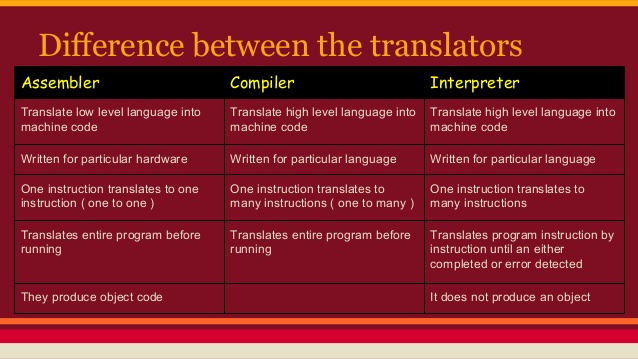 Difference between the translators
Assembler Compiler Interpreter
Translate low level language into Translate high level language into Translate high level language into
machine code machine code machine code
Written for particular hardware Written for particular language Written for particular language
One instruction translates to one One instruction translates to One instruction translates to
instruction ( one to one ) many instructions ( one to many ) many instructions
Translates entire program before Translates entire program before Translates program instruction by
running running instruction until an either
completed or error detected
They produce object code It does not produce an object